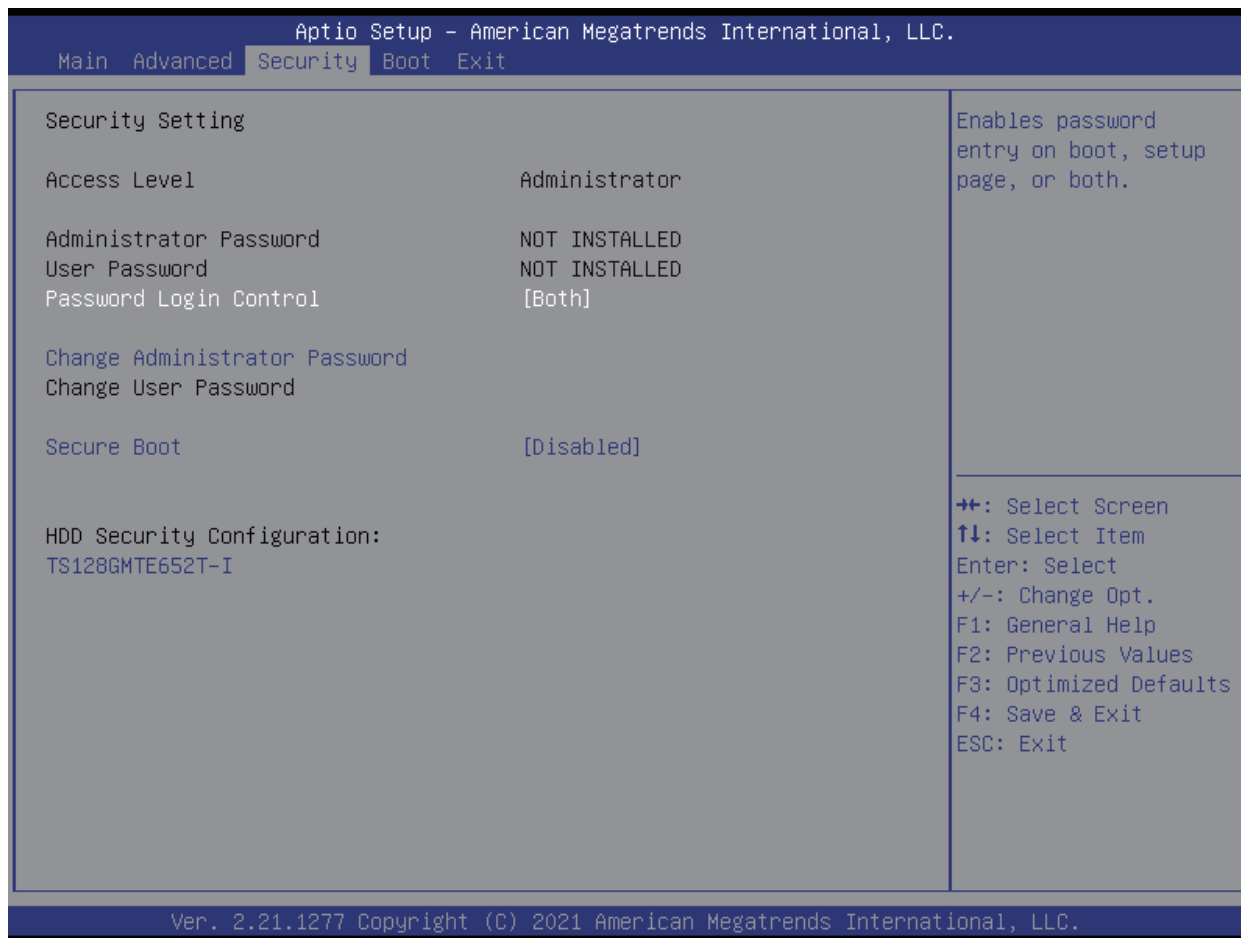 Aptio Setup – American Megatrends International, LLC.
Main Advanced Security Boot Exit
Security Setting
Access Level Administrator
Administrator Password NOT INSTALLED
User Password NOT INSTALLED
Password Login Control [Both]
Change Administrator Password
Change User Password
Secure Boot [Disabled]
HDD Security Configuration:
TS128GMTE652T-I
Enables password
entry on boot, setup
page, or both.
→←: Select Screen
↑↓: Select Item
Enter: Select
+/-: Change Opt.
F1: General Help
F2: Previous Values
F3: Optimized Defaults
F4: Save & Exit
ESC: Exit
Ver. 2.21.1277 Copyright (C) 2021 American Megatrends International, LLC.